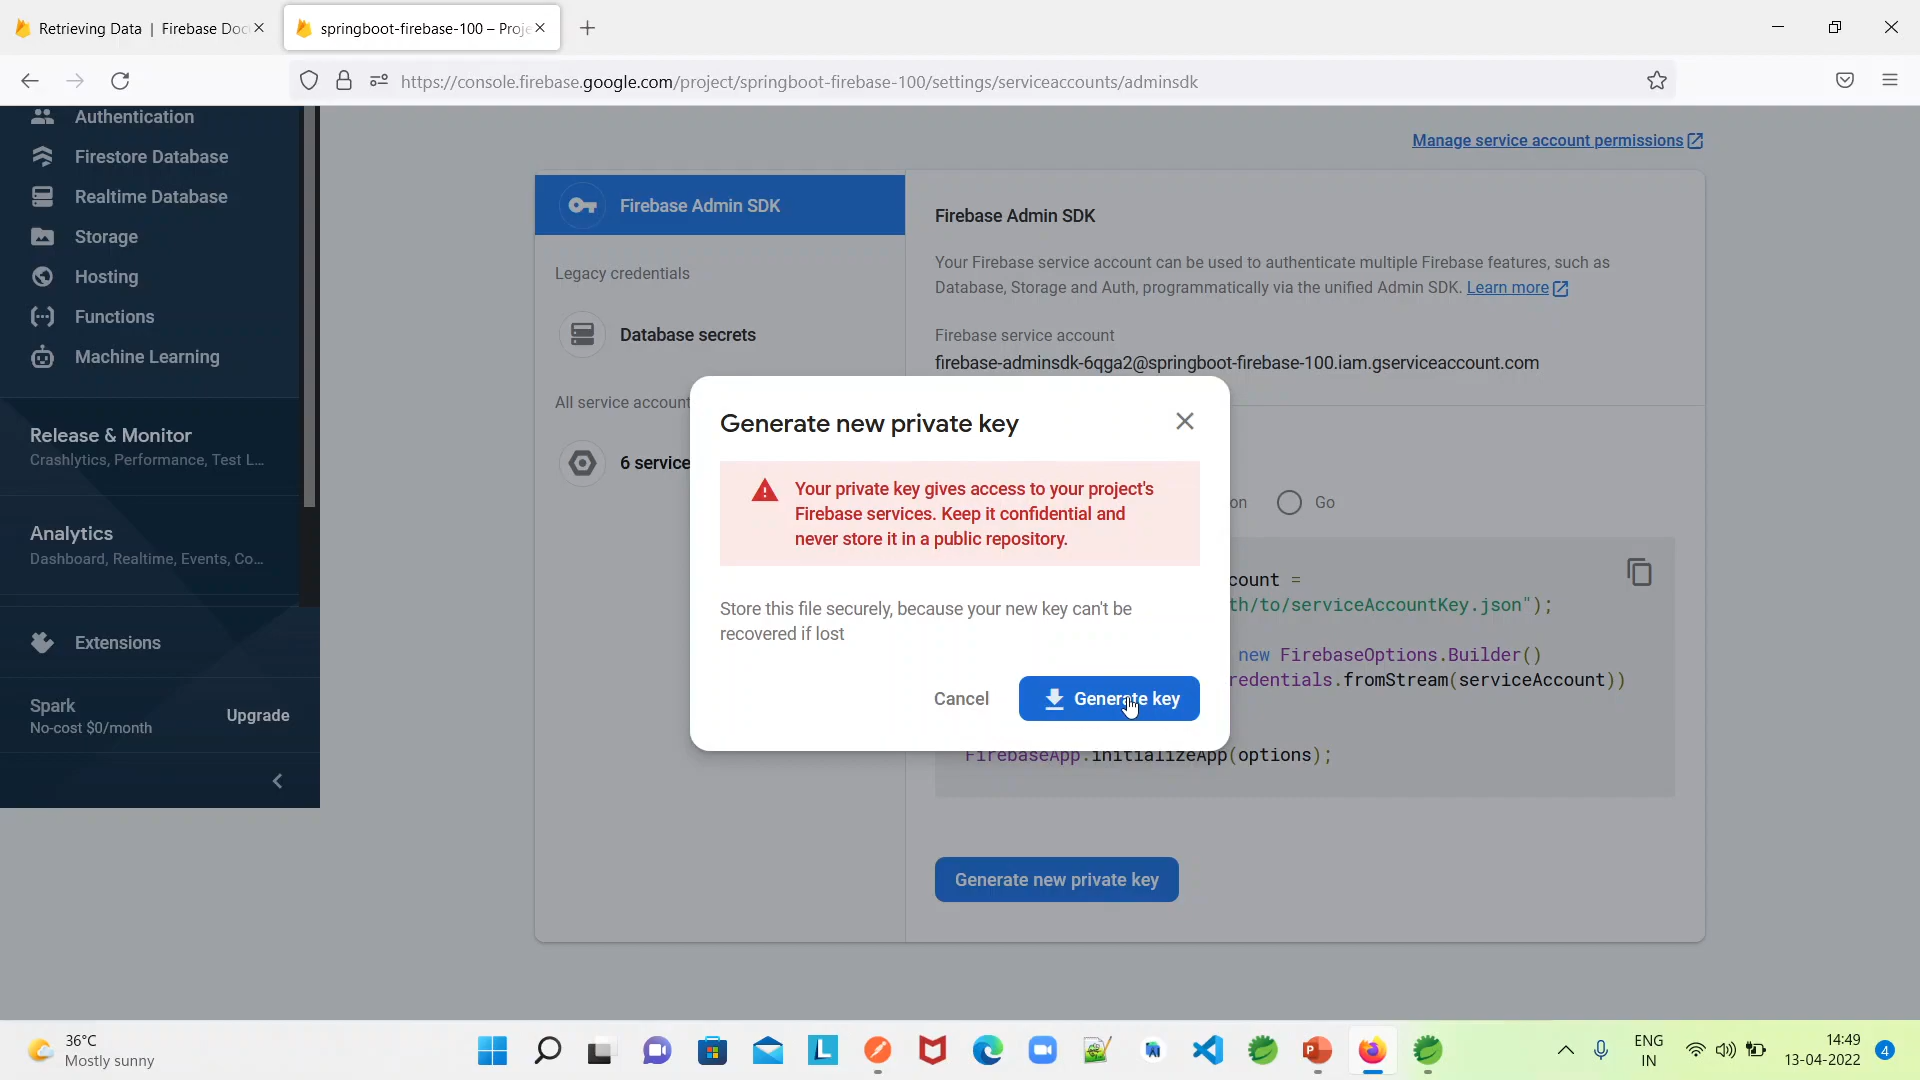 Retrieving Data | Firebase Doc
springboot-firebase-100 – Proje
https://console.firebase.google.com/project/springboot-firebase-100/settings/serviceaccounts/adminsdk
Authentication
Firestore Database
Realtime Database
Storage
Hosting
Functions
Machine Learning
Release & Monitor
Crashlytics, Performance, Test L...
Analytics
Dashboard, Realtime, Events, Co...
Extensions
Spark
No-cost $0/month
Upgrade
Manage service account permissions
Firebase Admin SDK
Legacy credentials
Database secrets
All service account
6 service
Firebase Admin SDK
Your Firebase service account can be used to authenticate multiple Firebase features, such as
Database, Storage and Auth, programmatically via the unified Admin SDK. Learn more
Firebase service account
firebase-adminsdk-6qga2@springboot-firebase-100.iam.gserviceaccount.com
on Go
count =
th/to/serviceAccountKey.json");
new FirebaseOptions.Builder()
redentials.fromStream(serviceAccount))
FirebaseApp.initializeApp(options);
Generate new private key
Generate new private key
Your private key gives access to your project's
Firebase services. Keep it confidential and
never store it in a public repository.
Store this file securely, because your new key can't be
recovered if lost
Cancel
Generate key
36°C
Mostly sunny
ENG
IN
14:49
13-04-2022
4